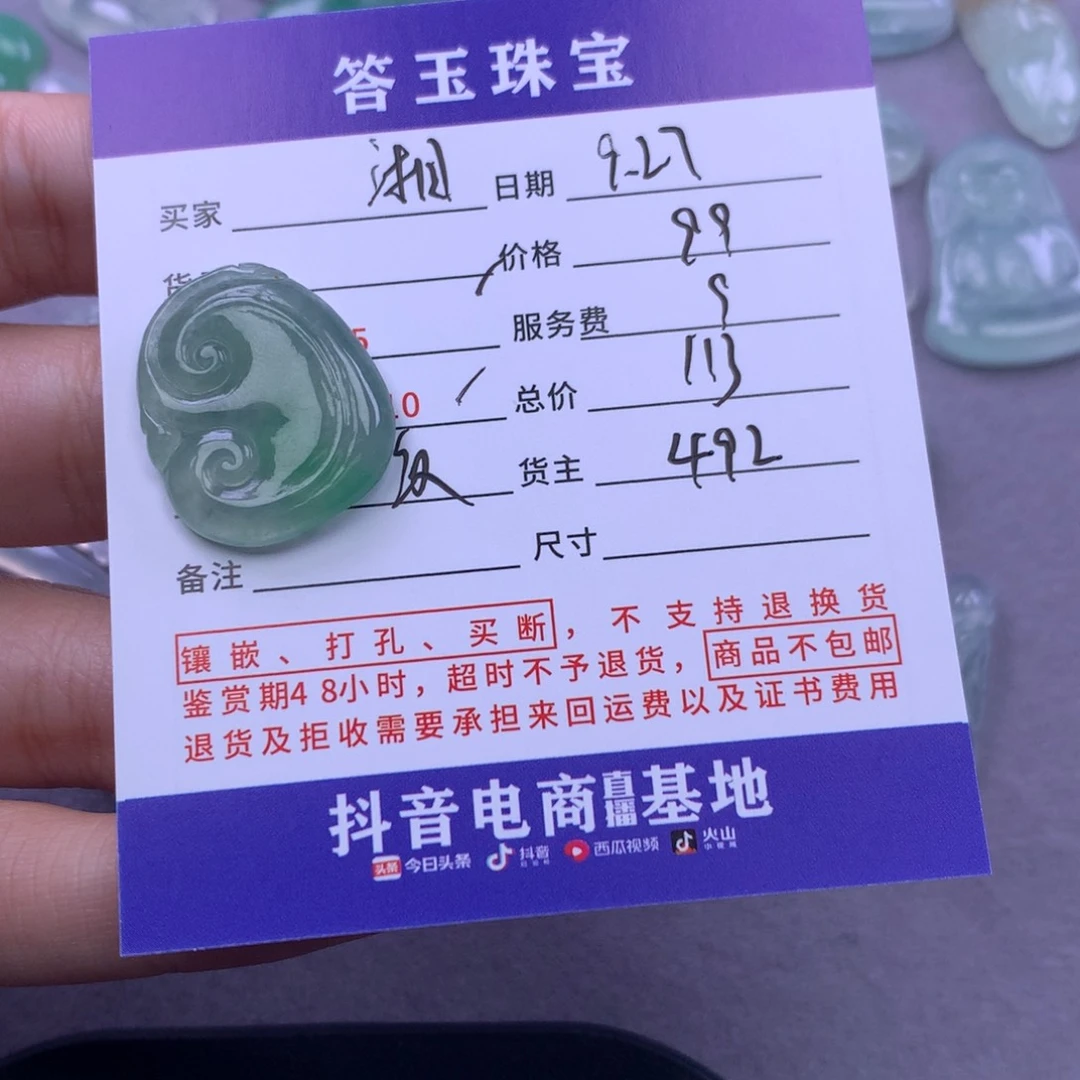 答玉珠宝
买家 湘 日期 9-27
价格 99
5 服务费 9
10 总价 113
级 货主 492
备注 尺寸
镶嵌、打孔、买断，不支持退换货
鉴赏期48小时，超时不予退货，商品不包邮
退货及拒收需要承担来回运费以及证书费用
抖音电商直播基地
头条 今日头条 抖音 西瓜视频 火山